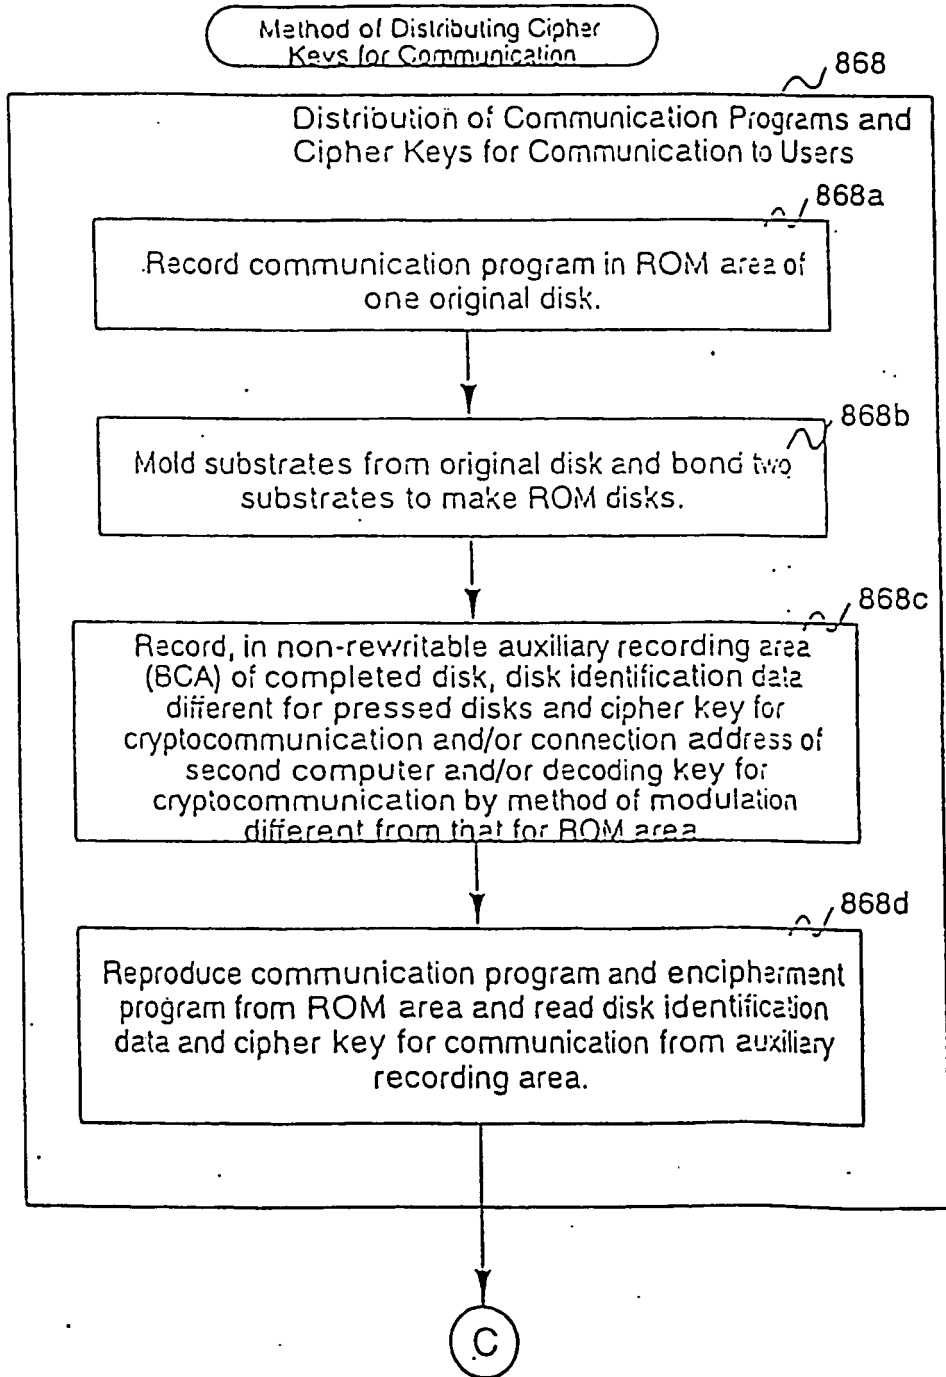 Method of Distributing Cipher
Keys for Communication
868
Distribution of Communication Programs and
Cipher Keys for Communication to Users
868a
Record communication program in ROM area of
one original disk.
868b
Mold substrates from original disk and bond two
substrates to make ROM disks.
868c
Record, in non-rewritable auxiliary recording area
(BCA) of completed disk, disk identification data
different for pressed disks and cipher key for
cryptocommunication and/or connection address of
second computer and/or decoding key for
cryptocommunication by method of modulation
different from that for ROM area
868d
Reproduce communication program and encipherment
program from ROM area and read disk identification
data and cipher key for communication from auxiliary
recording area.
C